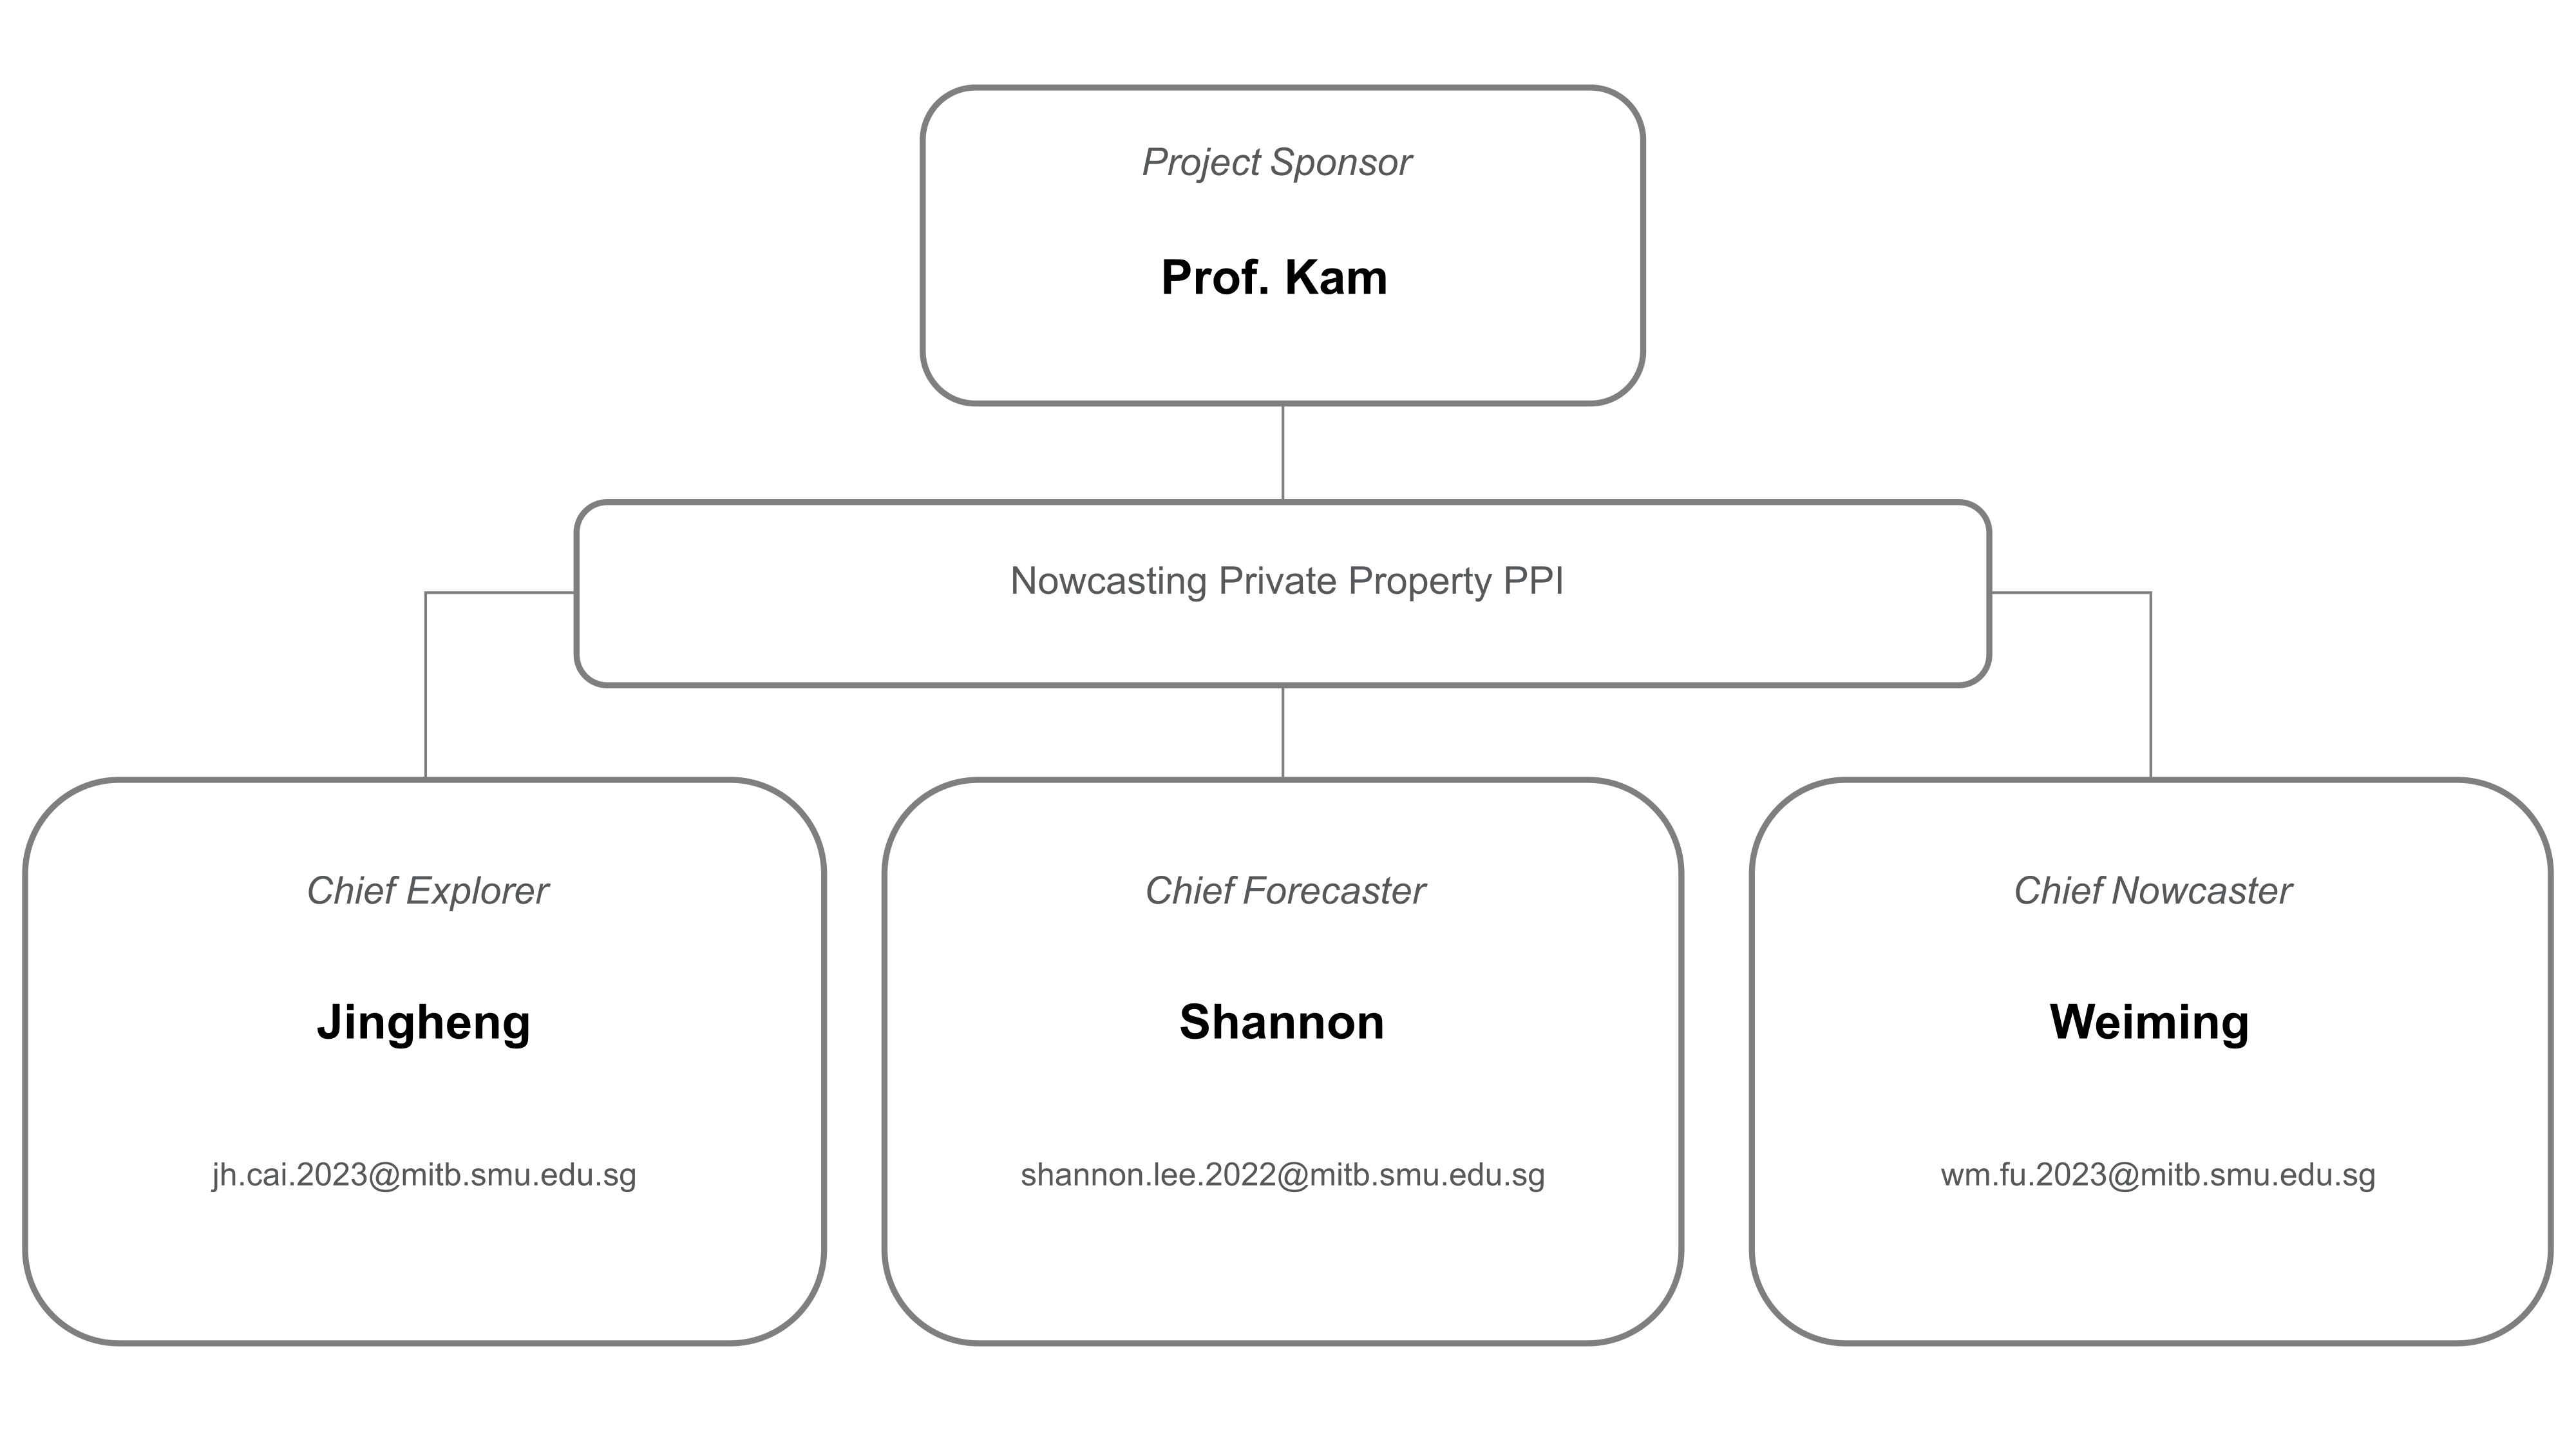 Project Sponsor
Prof. Kam
Nowcasting Private Property PPI
Chief Explorer
Jingheng
jh.cai.2023@mitb.smu.edu.sg
Chief Forecaster
Shannon
shannon.lee.2022@mitb.smu.edu.sg
Chief Nowcaster
Weiming
wm.fu.2023@mitb.smu.edu.sg